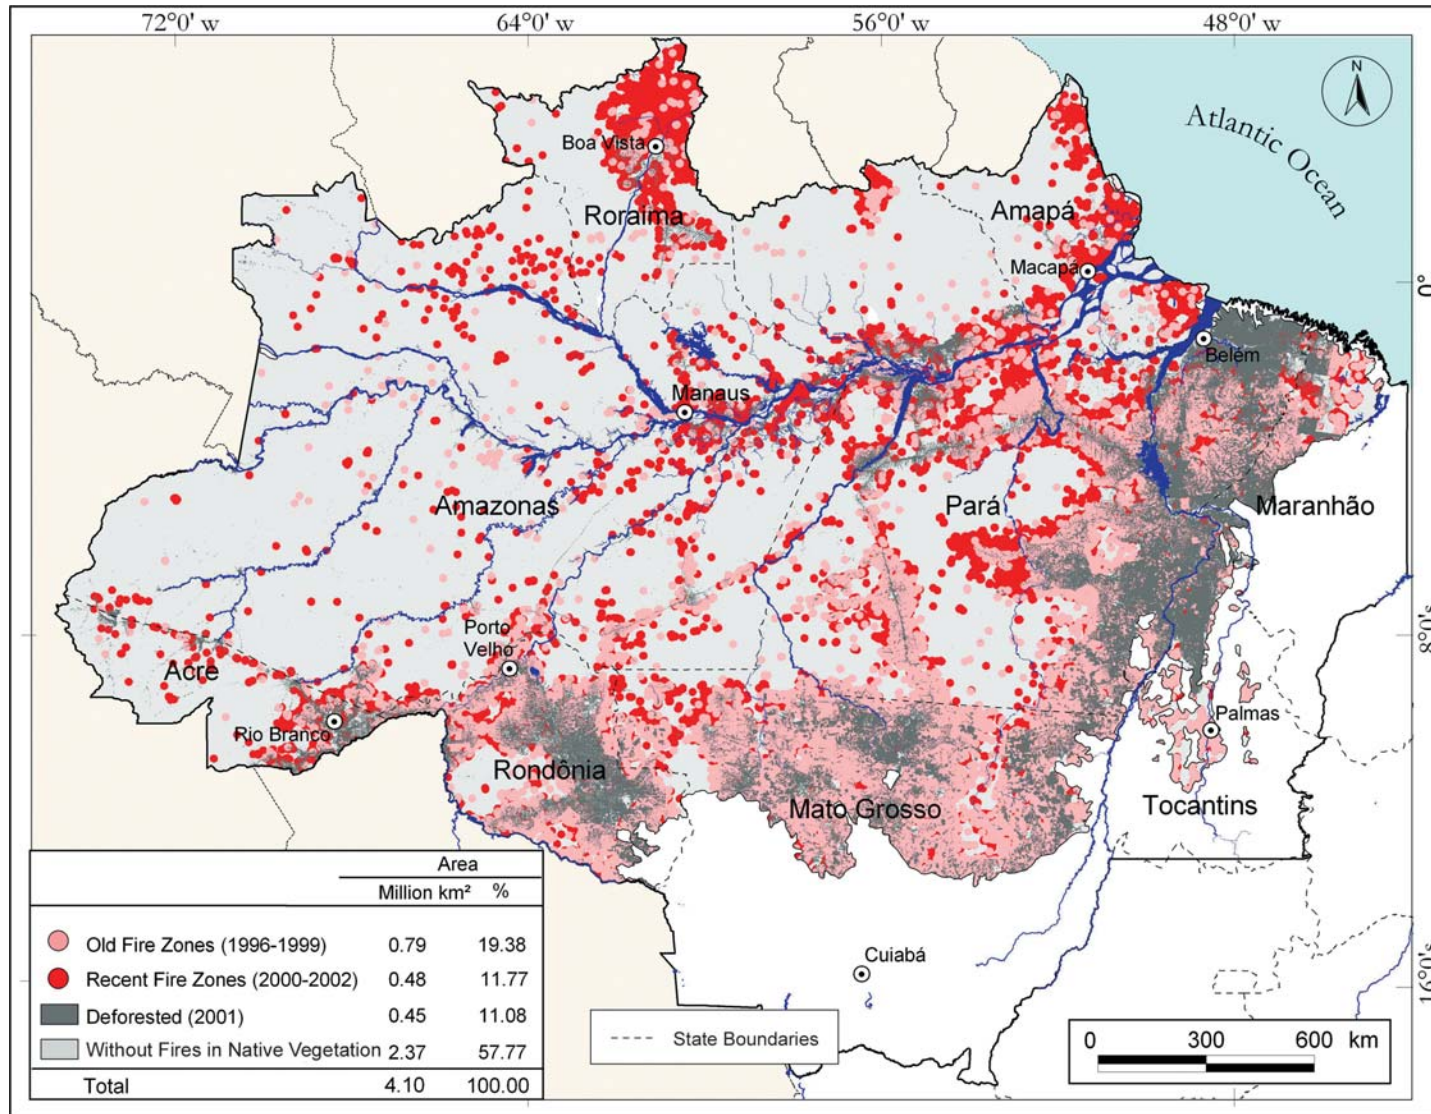 72°0' w 64°0' w 56°0' w 48°0' w
N
Atlantic Ocean
Boa Vista
Roraima
Amapá
Macapá
0°
Belém
Manaus
Amazonas
Pará
Maranhão
Porto
Velho
8°0's
Acre
Rio Branco
Palmas
Rondônia
Mato Grosso
Tocantins
Cuiabá
16°0's
Area
Million km² %
Old Fire Zones (1996-1999) 0.79 19.38
Recent Fire Zones (2000-2002) 0.48 11.77
Deforested (2001) 0.45 11.08
Without Fires in Native Vegetation 2.37 57.77
Total 4.10 100.00
State Boundaries
0 300 600 km